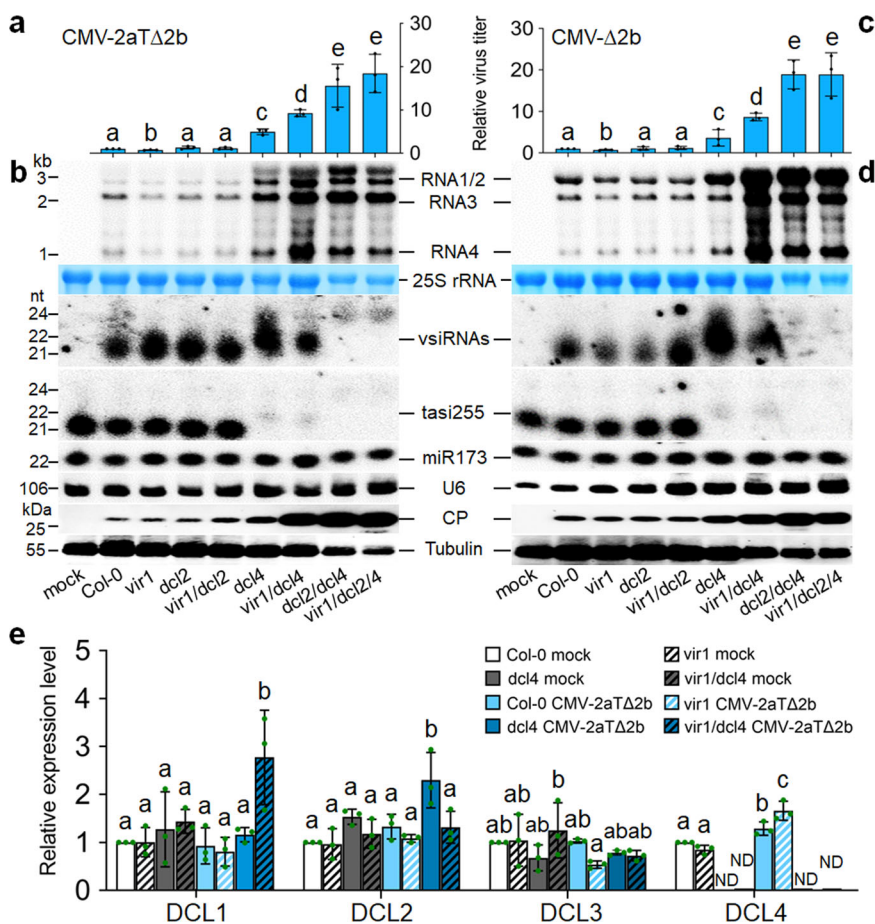 a
CMV-2aTΔ2b
30
20
10
0
a b a a c d e e
Relative virus titer
c
CMV-Δ2b
30
20
10
0
a b a a c d e e
b
kb
3
2
1
RNA1/2
RNA3
RNA4
d
25S rRNA
nt
24
22
21
vsiRNAs
24
22
21
tasi255
22
miR173
106
U6
kDa
25
CP
55
Tubulin
mock Col-0 vir1 dcl2 vir1/dcl2 dcl4 vir1/dcl4 dcl2/dcl4 vir1/dcl2/4
mock Col-0 vir1 dcl2 vir1/dcl2 dcl4 vir1/dcl4 dcl2/dcl4 vir1/dcl2/4
e
Relative expression level
5
4
3
2
1
0
Col-0 mock
vir1 mock
dcl4 mock
vir1/dcl4 mock
Col-0 CMV-2aTΔ2b
vir1 CMV-2aTΔ2b
dcl4 CMV-2aTΔ2b
vir1/dcl4 CMV-2aTΔ2b
a a a a a a a b
a a a a a a b a
ab ab ab b ab a ab ab
a a ND ND b c ND ND
DCL1 DCL2 DCL3 DCL4